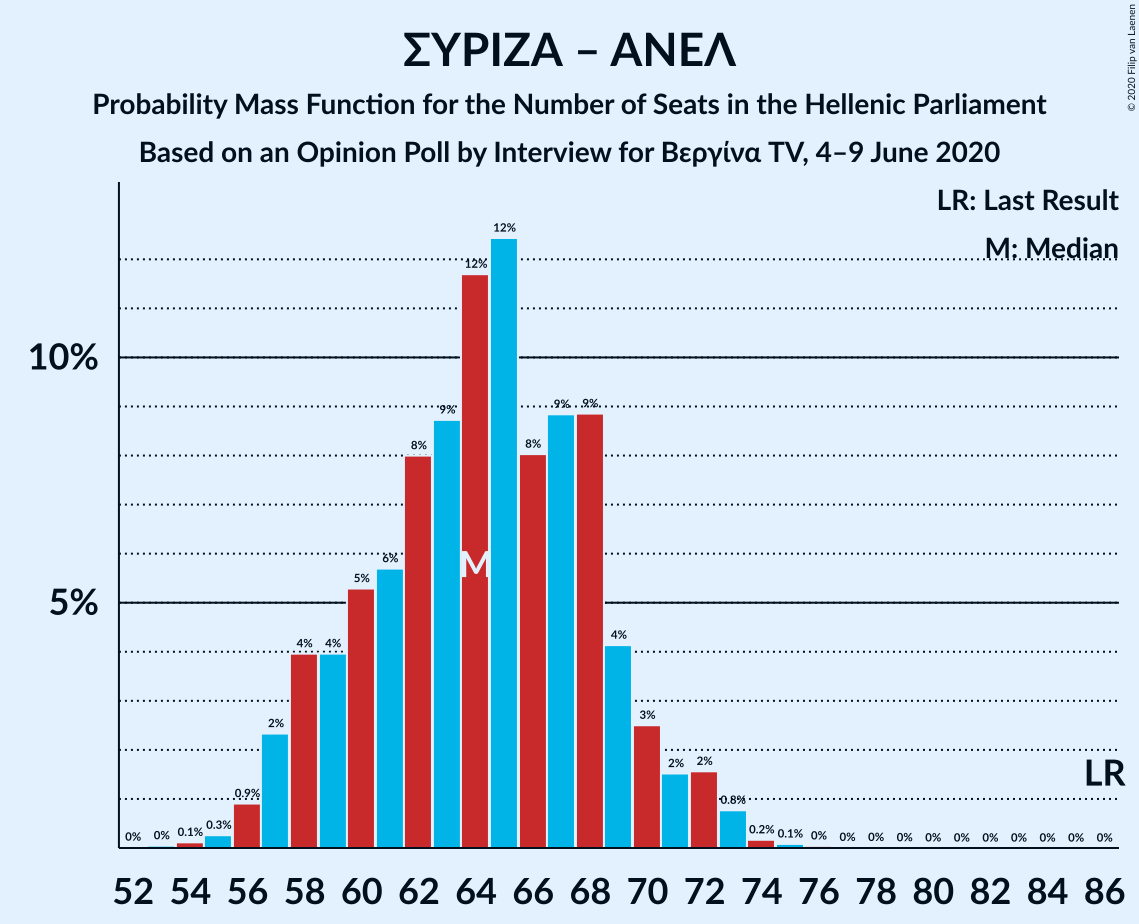 ΣΥΡΙΖΑ – ΑΝΕΛ
Probability Mass Function for the Number of Seats in the Hellenic Parliament
Based on an Opinion Poll by Interview for Βεργίνα TV, 4–9 June 2020
© 2020 Filip van Laenen
LR: Last Result
M: Median
10%
5%
0% 0% 0.1% 0.3% 0.9% 2% 4% 4% 5% 6% 8% 9% 12% 12% 8% 9% 9% 4% 3% 2% 2% 0.8% 0.2% 0.1% 0% 0% 0% 0% 0% 0% 0% 0% 0% 0% 0%
M
LR
52 54 56 58 60 62 64 66 68 70 72 74 76 78 80 82 84 86